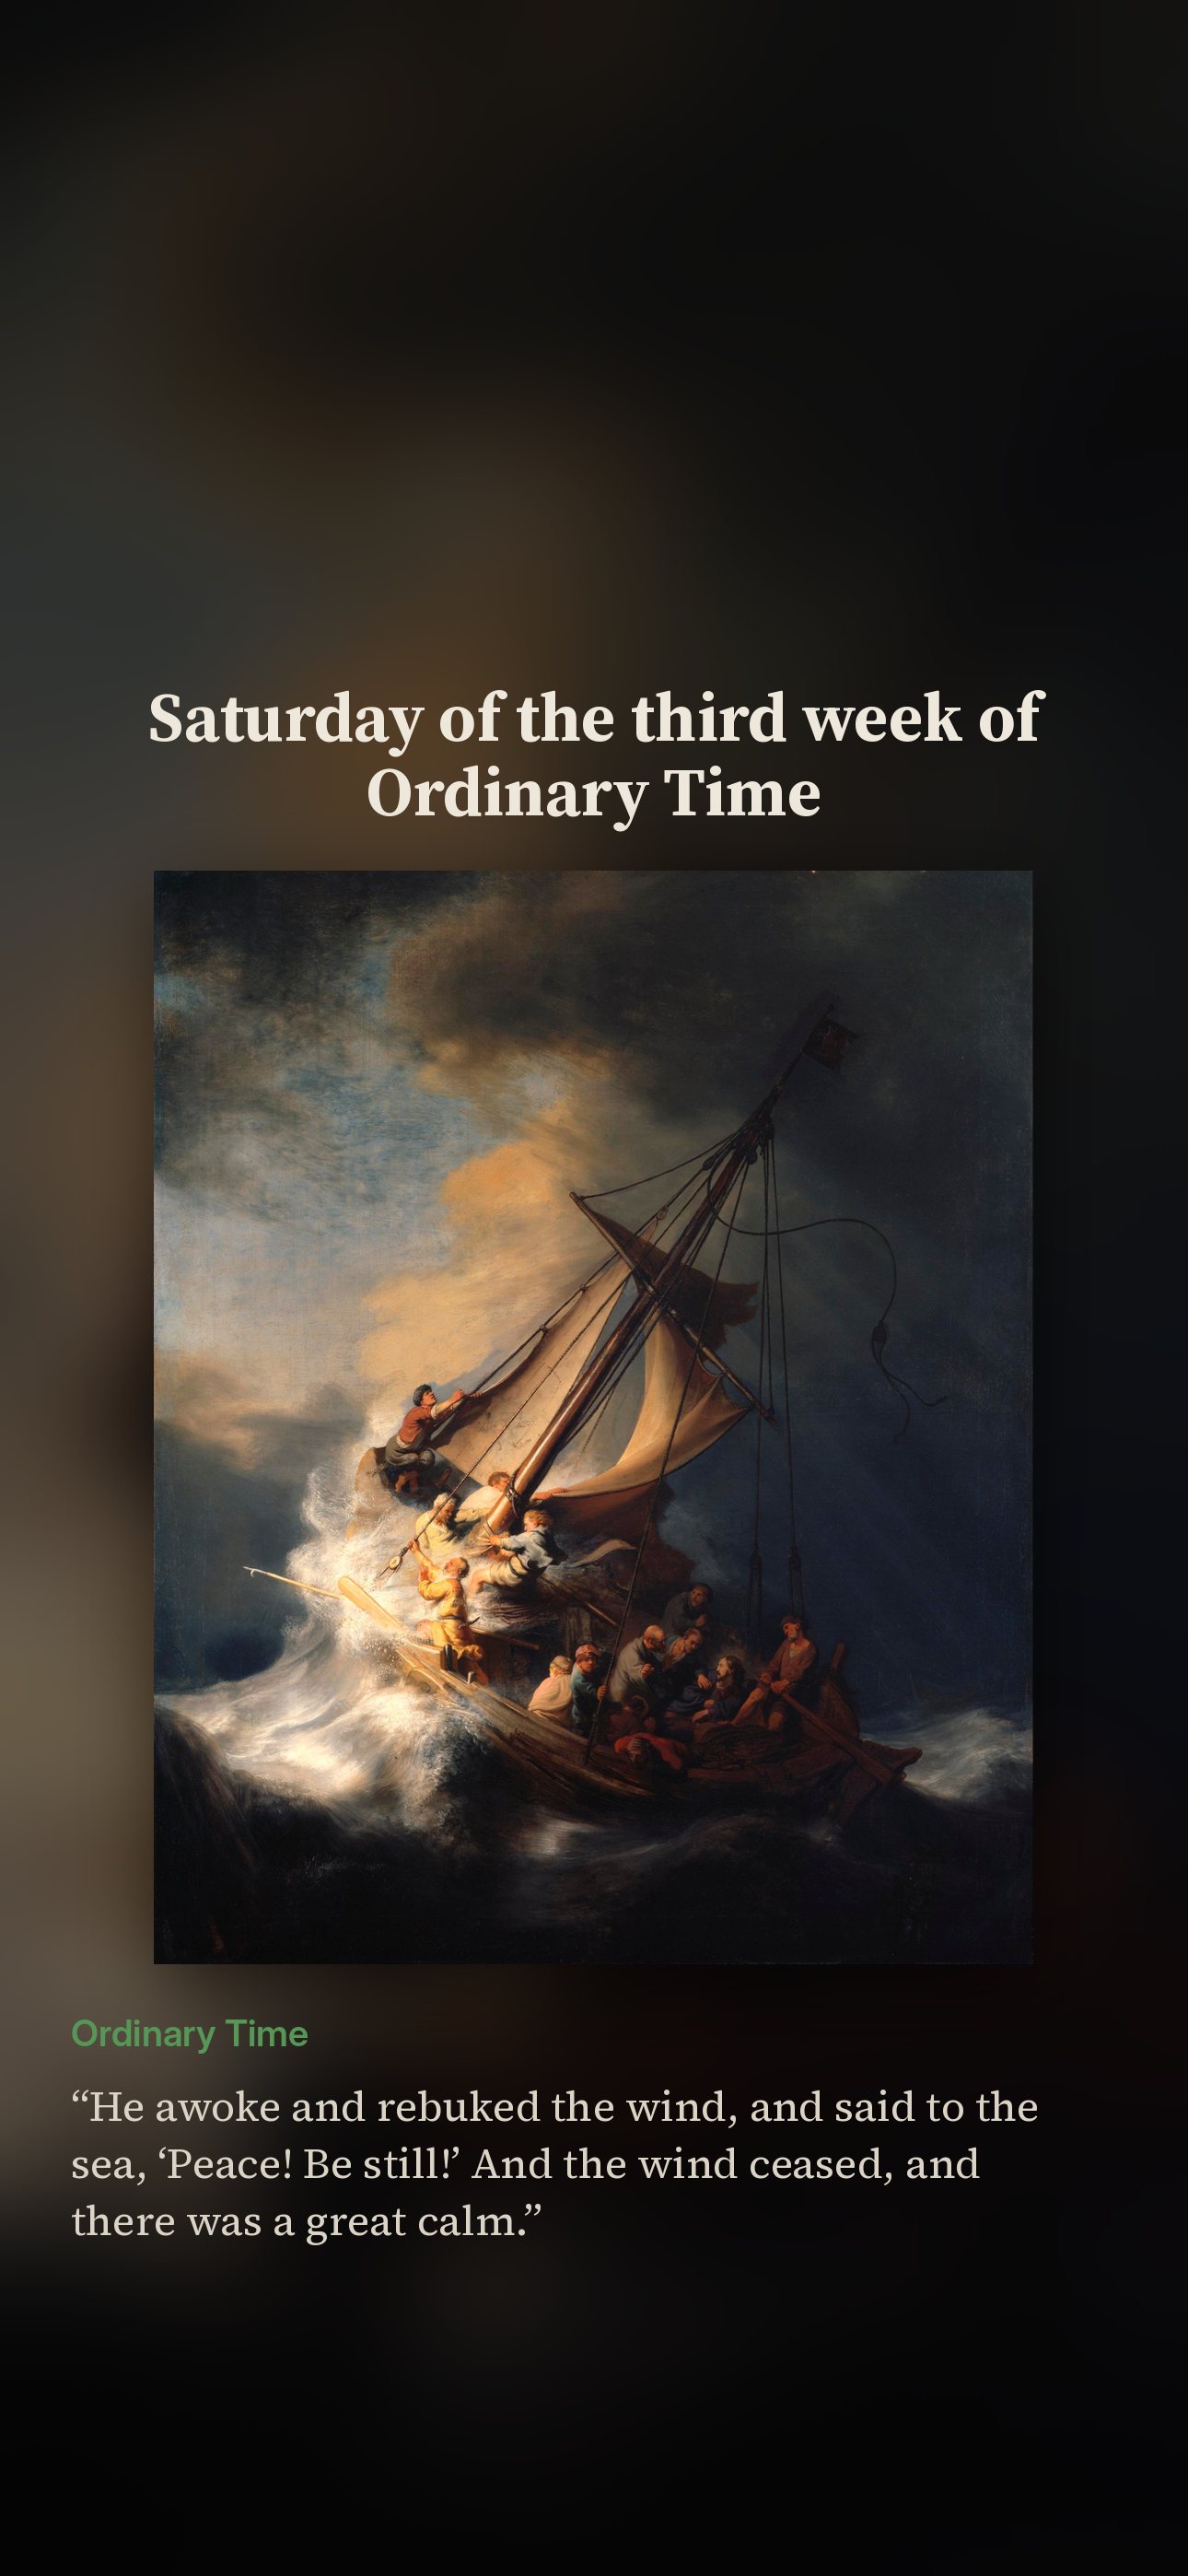 Saturday of the third week of
Ordinary Time
Ordinary Time
“He awoke and rebuked the wind, and said to the
sea, ‘Peace! Be still!’ And the wind ceased, and
there was a great calm.”